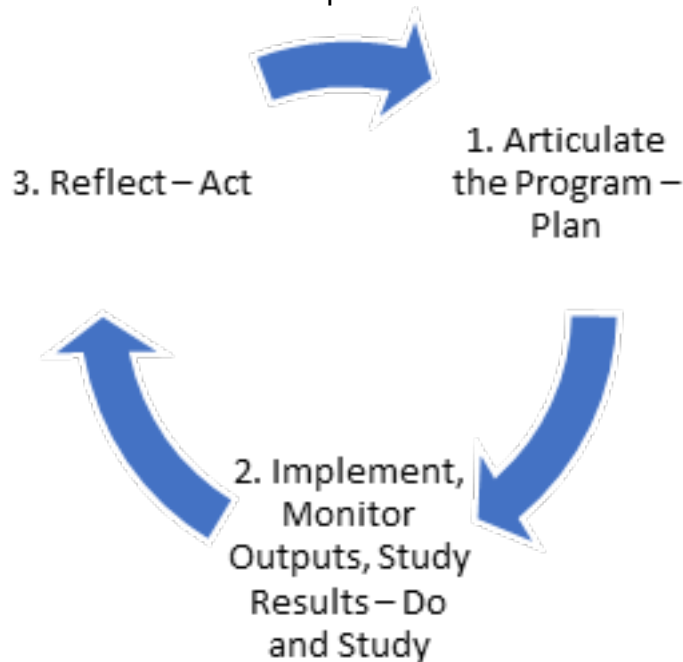 1. Articulate
the Program –
Plan
2. Implement,
Monitor
Outputs, Study
Results – Do
and Study
3. Reflect – Act